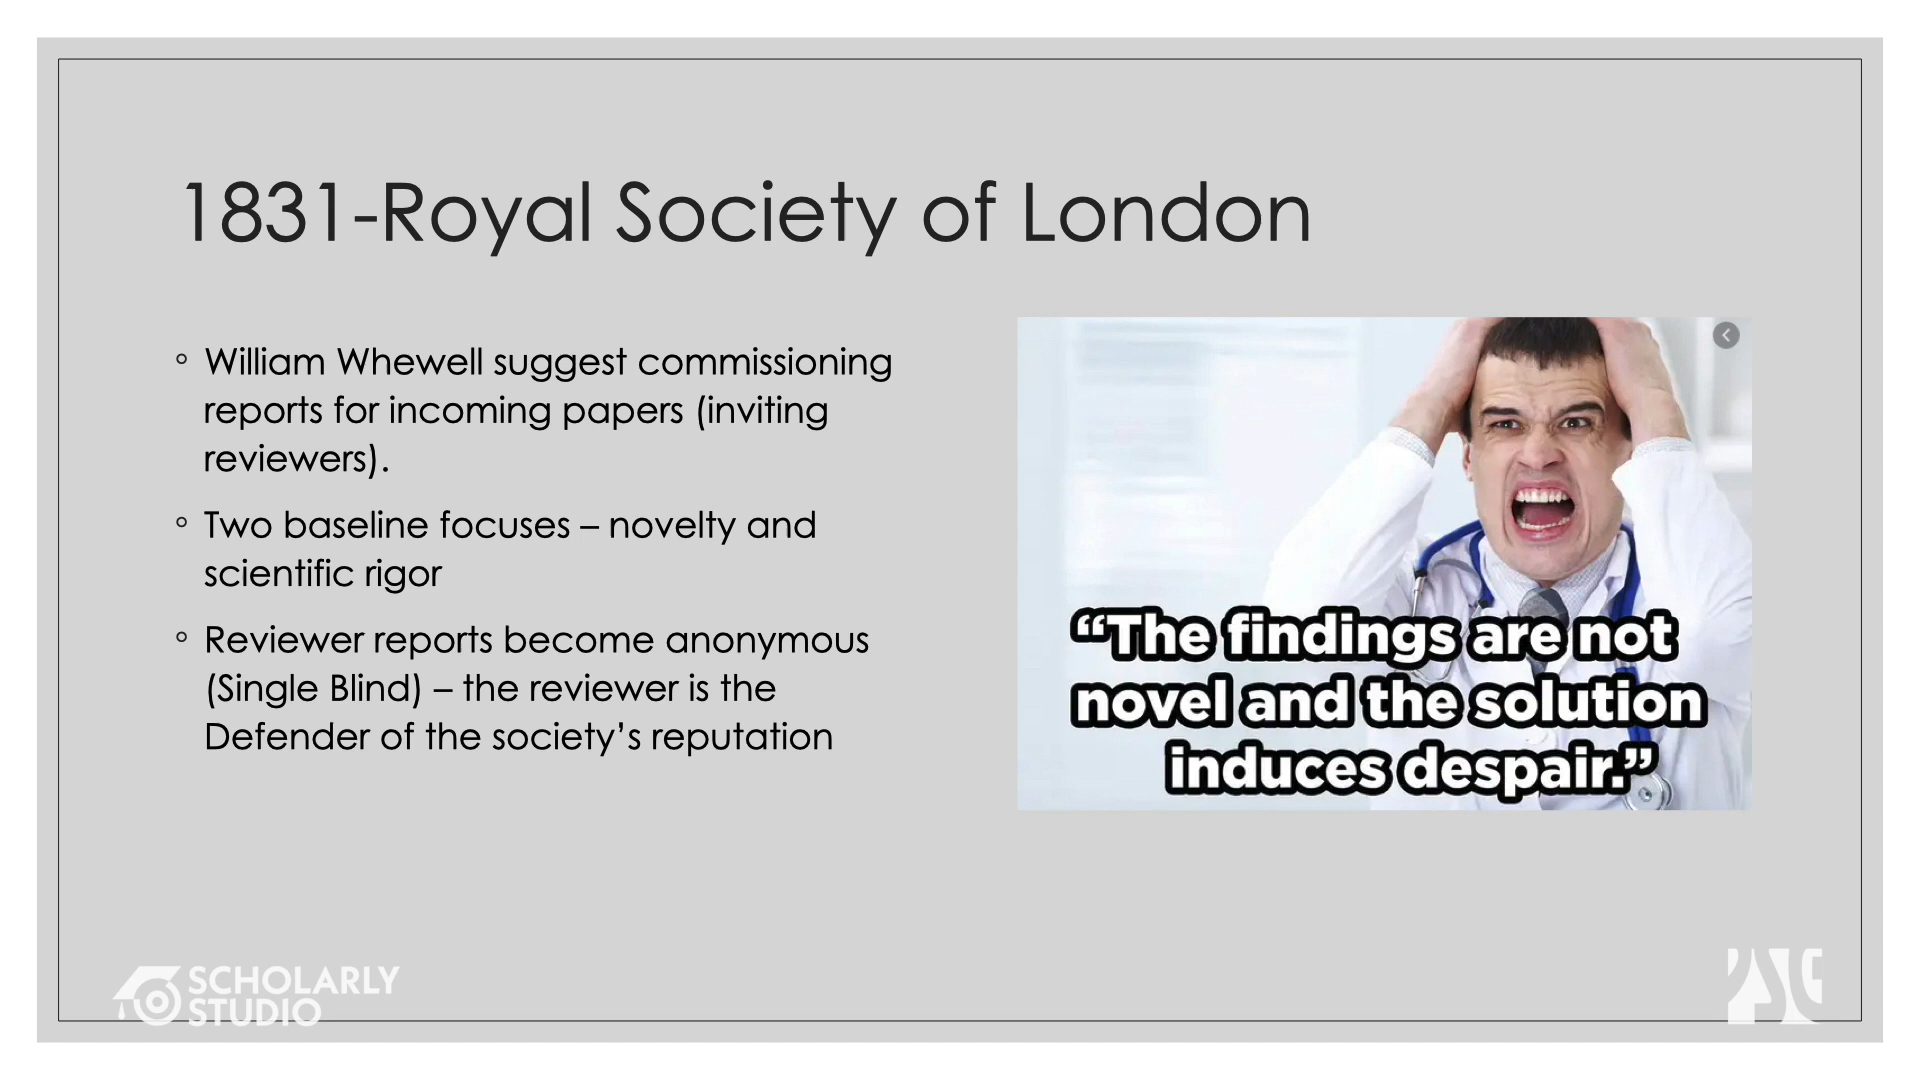 1831-Royal Society of London
◦ William Whewell suggest commissioning
reports for incoming papers (inviting
reviewers).
◦ Two baseline focuses – novelty and
scientific rigor
◦ Reviewer reports become anonymous
(Single Blind) – the reviewer is the
Defender of the society’s reputation
“The findings are not
novel and the solution
induces despair.”
SCHOLARLY
STUDIO